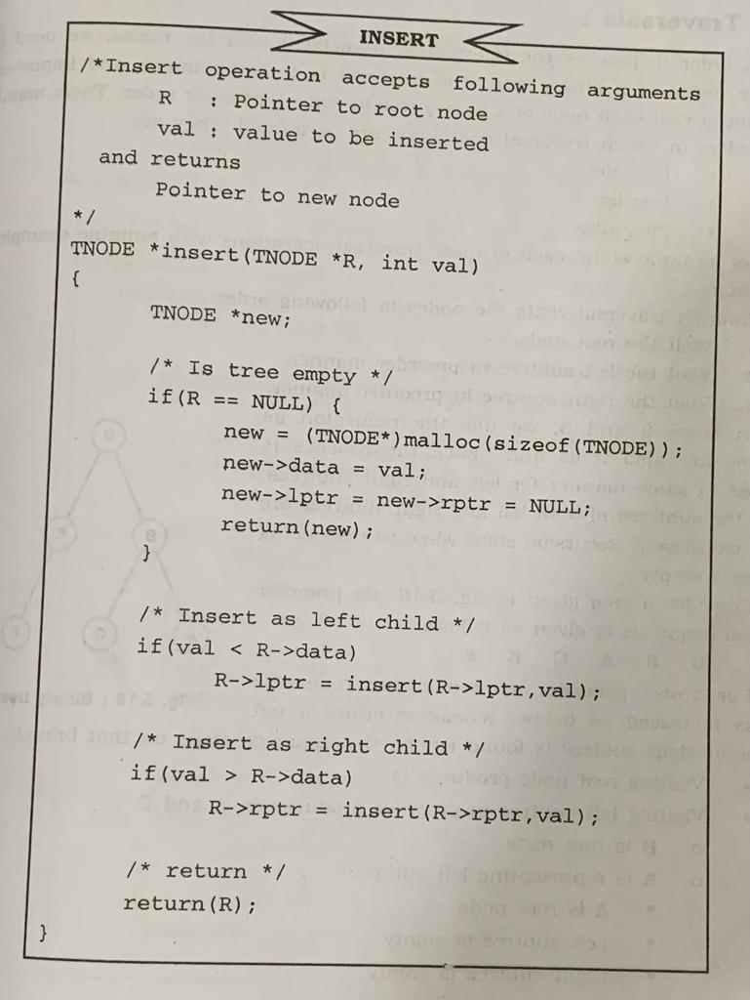 INSERT
/*Insert operation accepts following arguments
R : Pointer to root node
val : value to be inserted
and returns
Pointer to new node
*/
TNODE *insert(TNODE *R, int val)
{
TNODE *new;
/* Is tree empty */
if(R == NULL) {
new = (TNODE*)malloc(sizeof(TNODE));
new->data = val;
new->lptr = new->rptr = NULL;
return(new);
}
/* Insert as left child */
if(val < R->data)
R->lptr = insert(R->lptr,val);
/* Insert as right child */
if(val > R->data)
R->rptr = insert(R->rptr,val);
/* return */
return(R);
}